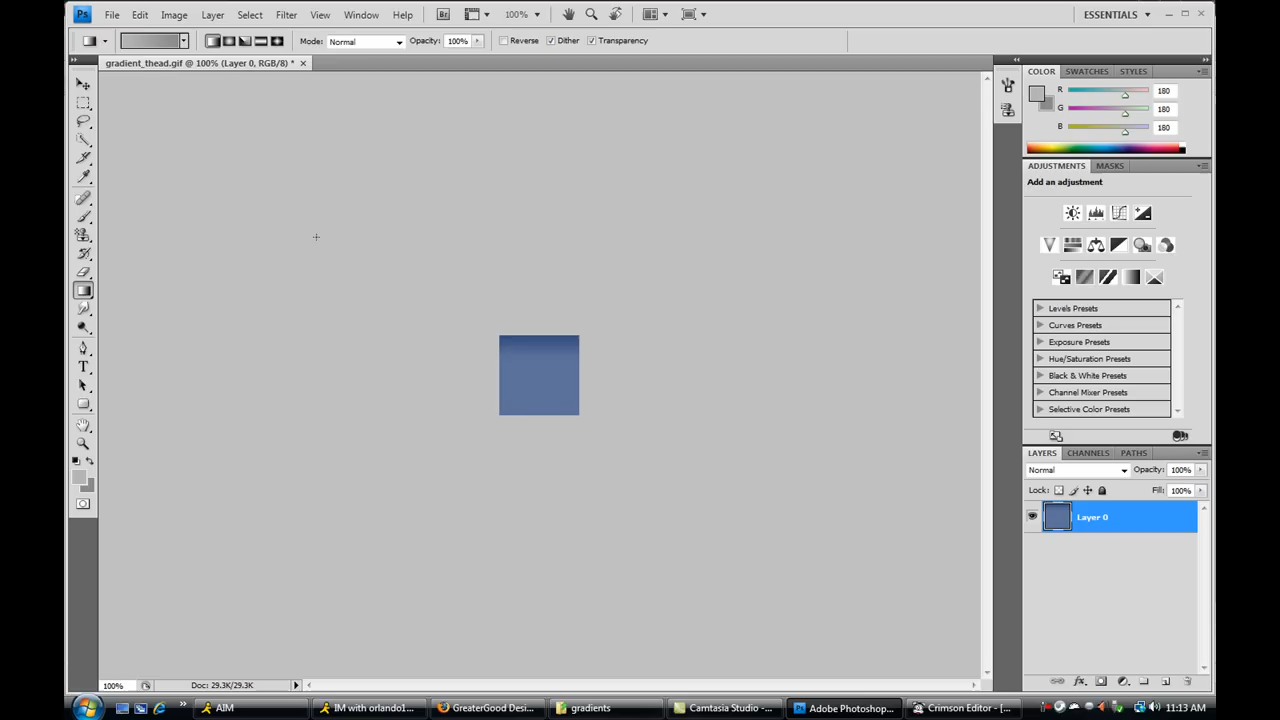 Ps File Edit Image Layer Select Filter View Window Help Br 100% ESSENTIALS
Mode: Normal Opacity: 100% Reverse Dither Transparency
gradient_thead.gif @ 100% (Layer 0, RGB/8) *
COLOR SWATCHES STYLES
R 180
G 180
B 180
ADJUSTMENTS MASKS
Add an adjustment
Levels Presets
Curves Presets
Exposure Presets
Hue/Saturation Presets
Black & White Presets
Channel Mixer Presets
Selective Color Presets
LAYERS CHANNELS PATHS
Normal Opacity: 100%
Lock: Fill: 100%
Layer 0
100% Doc: 29.3K/29.3K
AIM IM with orlando1... GreaterGood Desi... gradients Camtasia Studio -... Adobe Photoshop... Crimson Editor - [... 11:13 AM